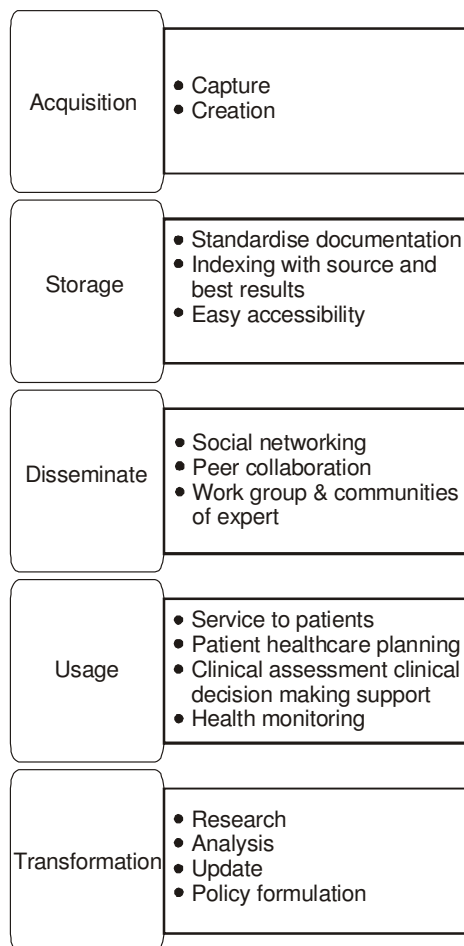 Acquisition
• Capture
• Creation
Storage
• Standardise documentation
• Indexing with source and
best results
• Easy accessibility
Disseminate
• Social networking
• Peer collaboration
• Work group & communities
of expert
Usage
• Service to patients
• Patient healthcare planning
• Clinical assessment clinical
decision making support
• Health monitoring
Transformation
• Research
• Analysis
• Update
• Policy formulation